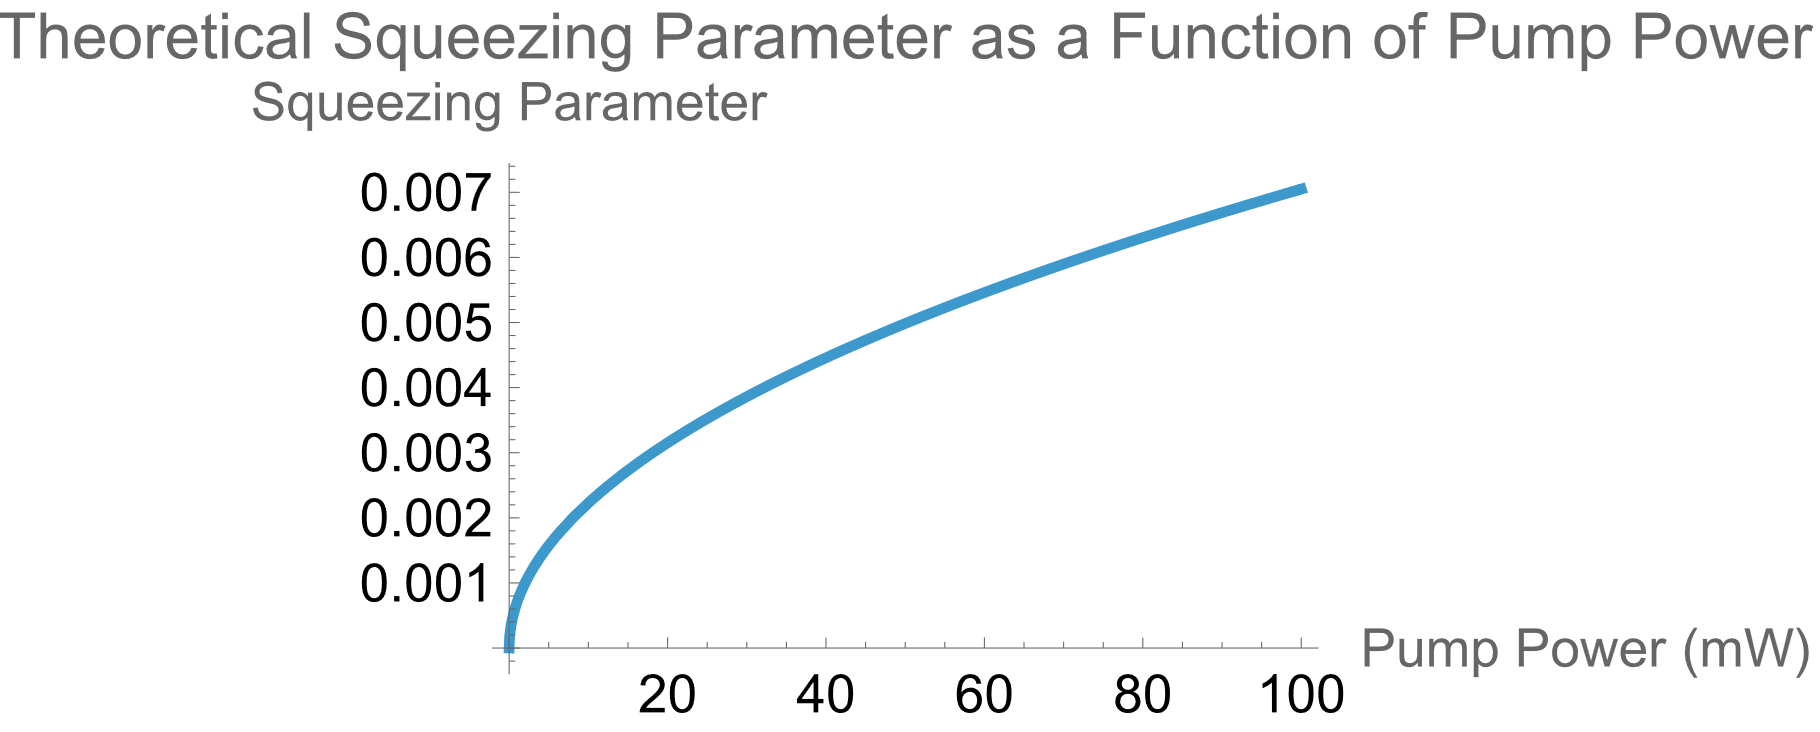 Theoretical Squeezing Parameter as a Function of Pump Power
Squeezing Parameter
0.007
0.006
0.005
0.004
0.003
0.002
0.001
Pump Power (mW)
20 40 60 80 100